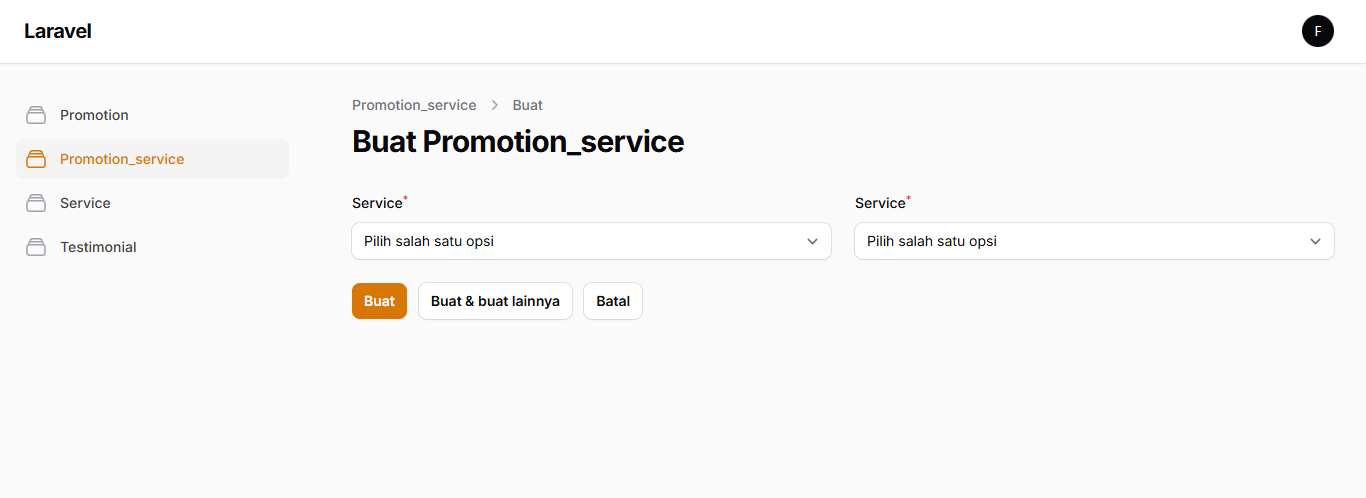 Laravel
F
Promotion
Promotion_service
Service
Testimonial
Promotion_service > Buat
Buat Promotion_service
Service*
Pilih salah satu opsi
Service*
Pilih salah satu opsi
Buat
Buat & buat lainnya
Batal